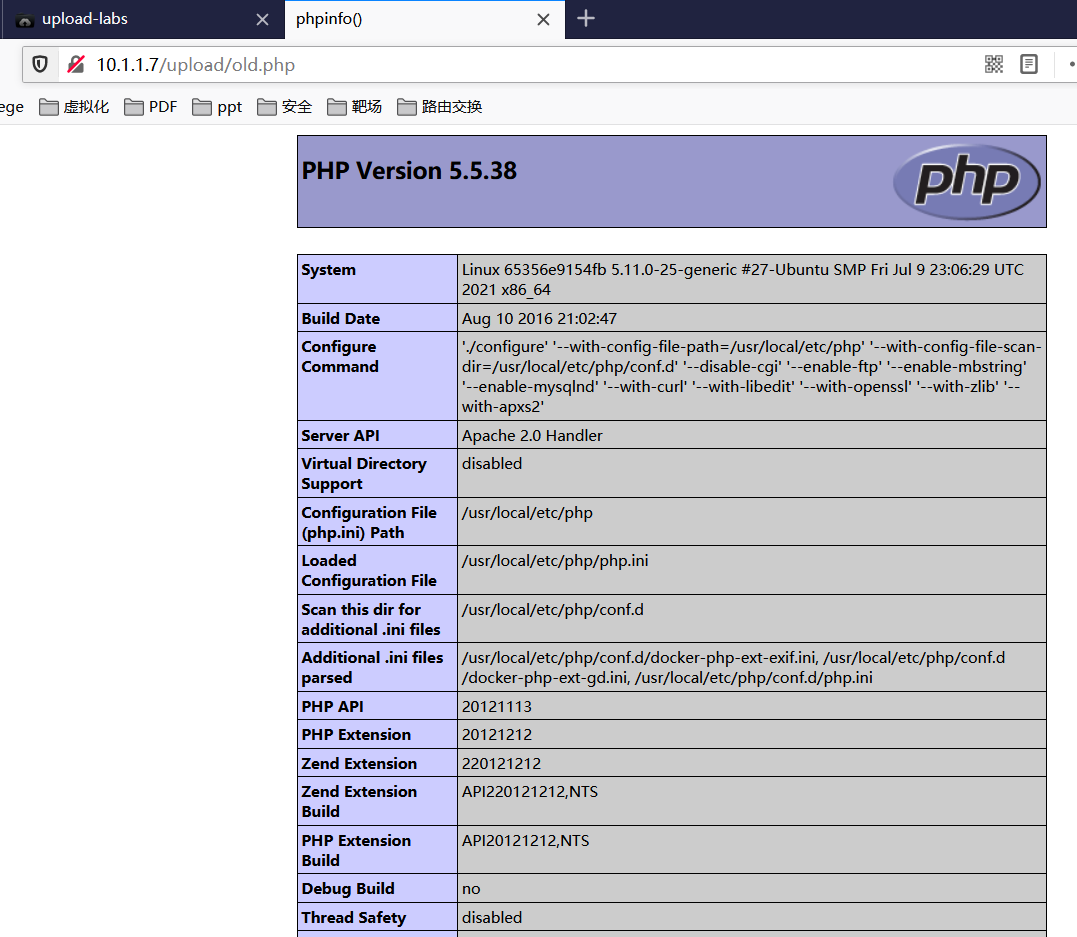 upload-labs
phpinfo()
10.1.1.7/upload/old.php
ege 虚拟化 PDF ppt 安全 靶场 路由交换
PHP Version 5.5.38
php
System
Linux 65356e9154fb 5.11.0-25-generic #27-Ubuntu SMP Fri Jul 9 23:06:29 UTC
2021 x86_64
Build Date
Aug 10 2016 21:02:47
Configure
Command
'./configure' '--with-config-file-path=/usr/local/etc/php' '--with-config-file-scan-
dir=/usr/local/etc/php/conf.d' '--disable-cgi' '--enable-ftp' '--enable-mbstring'
'--enable-mysqlnd' '--with-curl' '--with-libedit' '--with-openssl' '--with-zlib' '--
with-apxs2'
Server API
Apache 2.0 Handler
Virtual Directory
Support
disabled
Configuration File
(php.ini) Path
/usr/local/etc/php
Loaded
Configuration File
/usr/local/etc/php/php.ini
Scan this dir for
additional .ini files
/usr/local/etc/php/conf.d
Additional .ini files
parsed
/usr/local/etc/php/conf.d/docker-php-ext-exif.ini, /usr/local/etc/php/conf.d
/docker-php-ext-gd.ini, /usr/local/etc/php/conf.d/php.ini
PHP API
20121113
PHP Extension
20121212
Zend Extension
220121212
Zend Extension
Build
API220121212,NTS
PHP Extension
Build
API20121212,NTS
Debug Build
no
Thread Safety
disabled